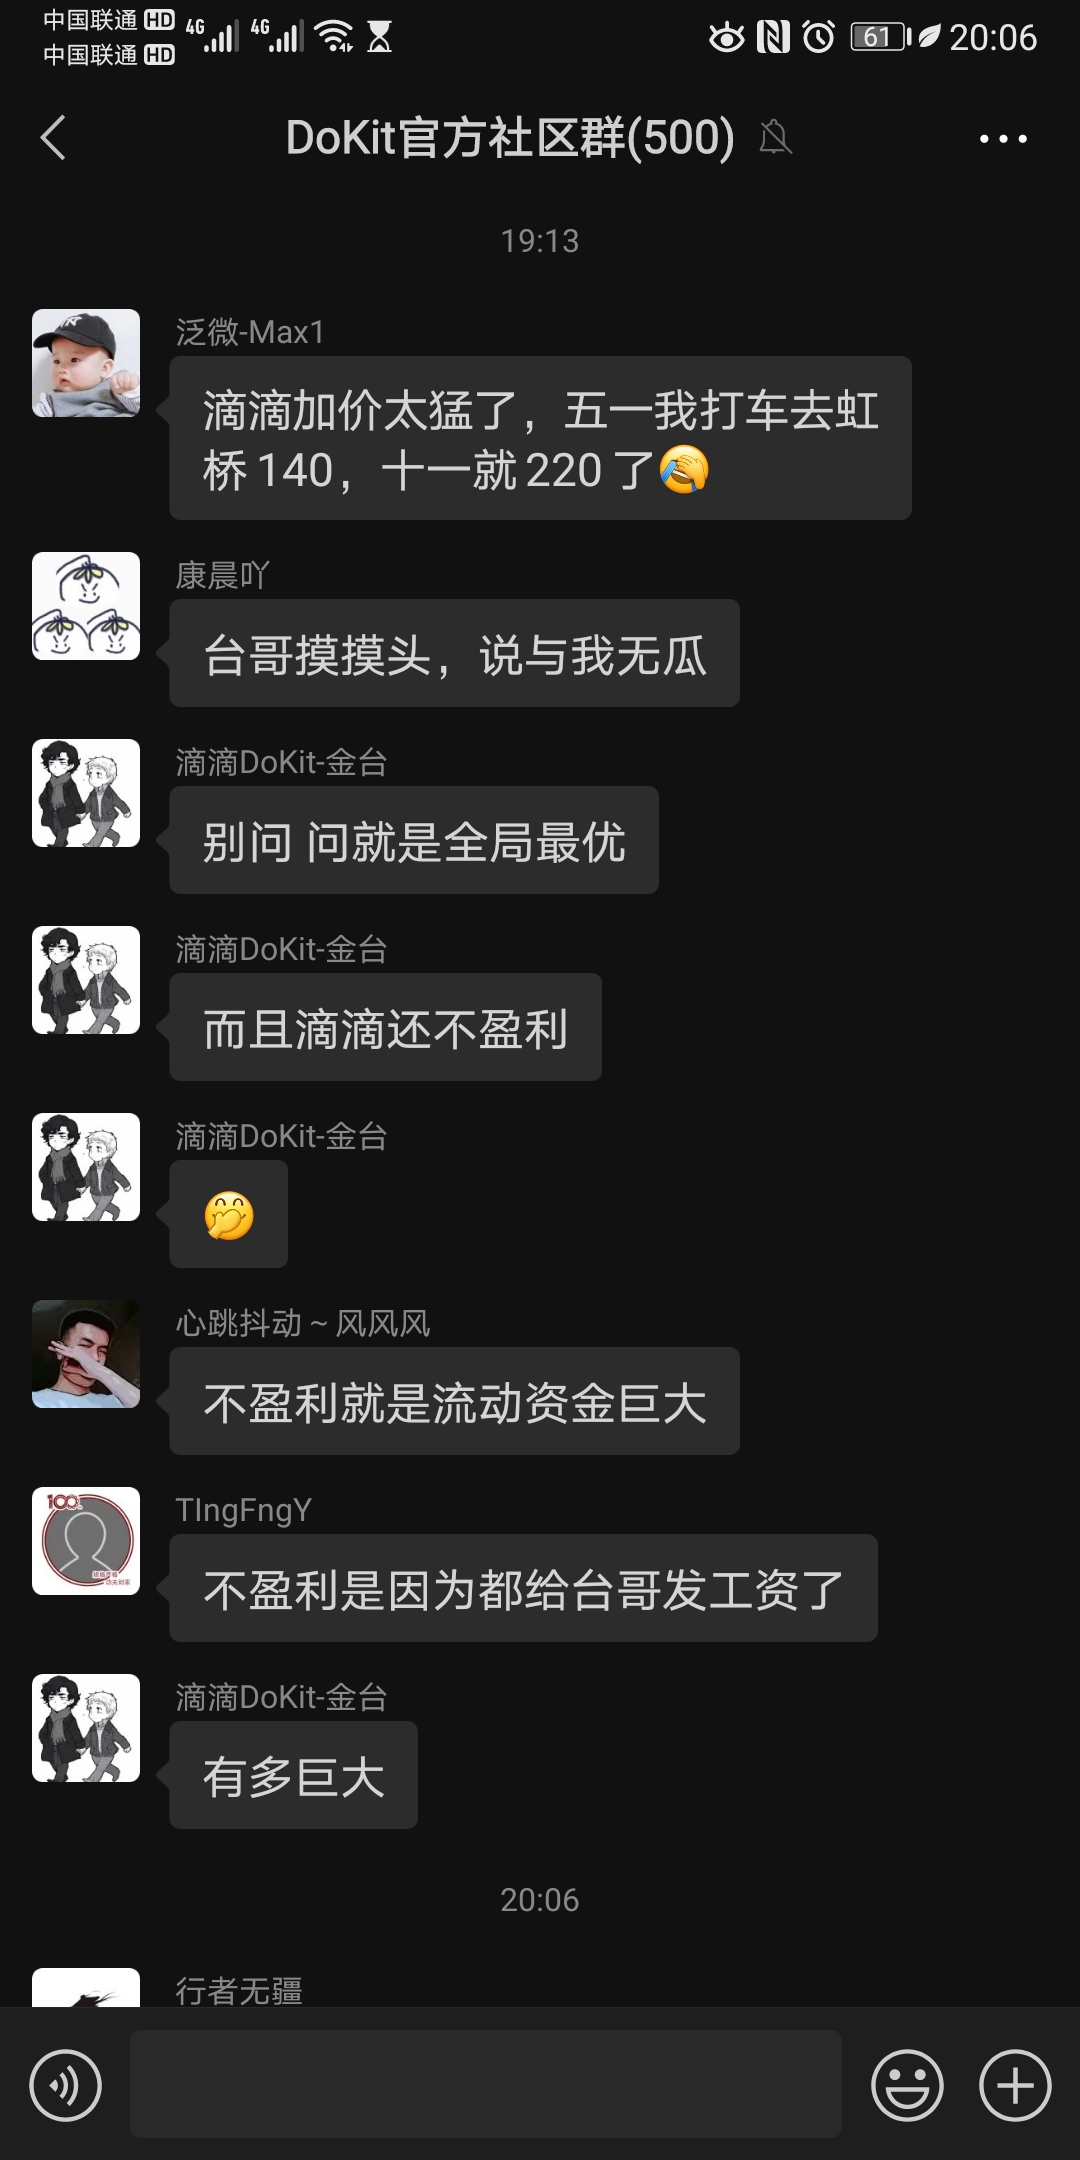 中国联通 HD 4G 4G 61 20:06
中国联通 HD
DoKit官方社区群(500)
19:13
泛微-Max1
滴滴加价太猛了，五一我打车去虹
桥140，十一就220了🤦
康晨吖
台哥摸摸头，说与我无瓜
滴滴DoKit-金台
别问 问就是全局最优
滴滴DoKit-金台
而且滴滴还不盈利
滴滴DoKit-金台
🤭
心跳抖动~风风风
不盈利就是流动资金巨大
100
TIngFngY
不盈利是因为都给台哥发工资了
滴滴DoKit-金台
有多巨大
20:06
行者无疆